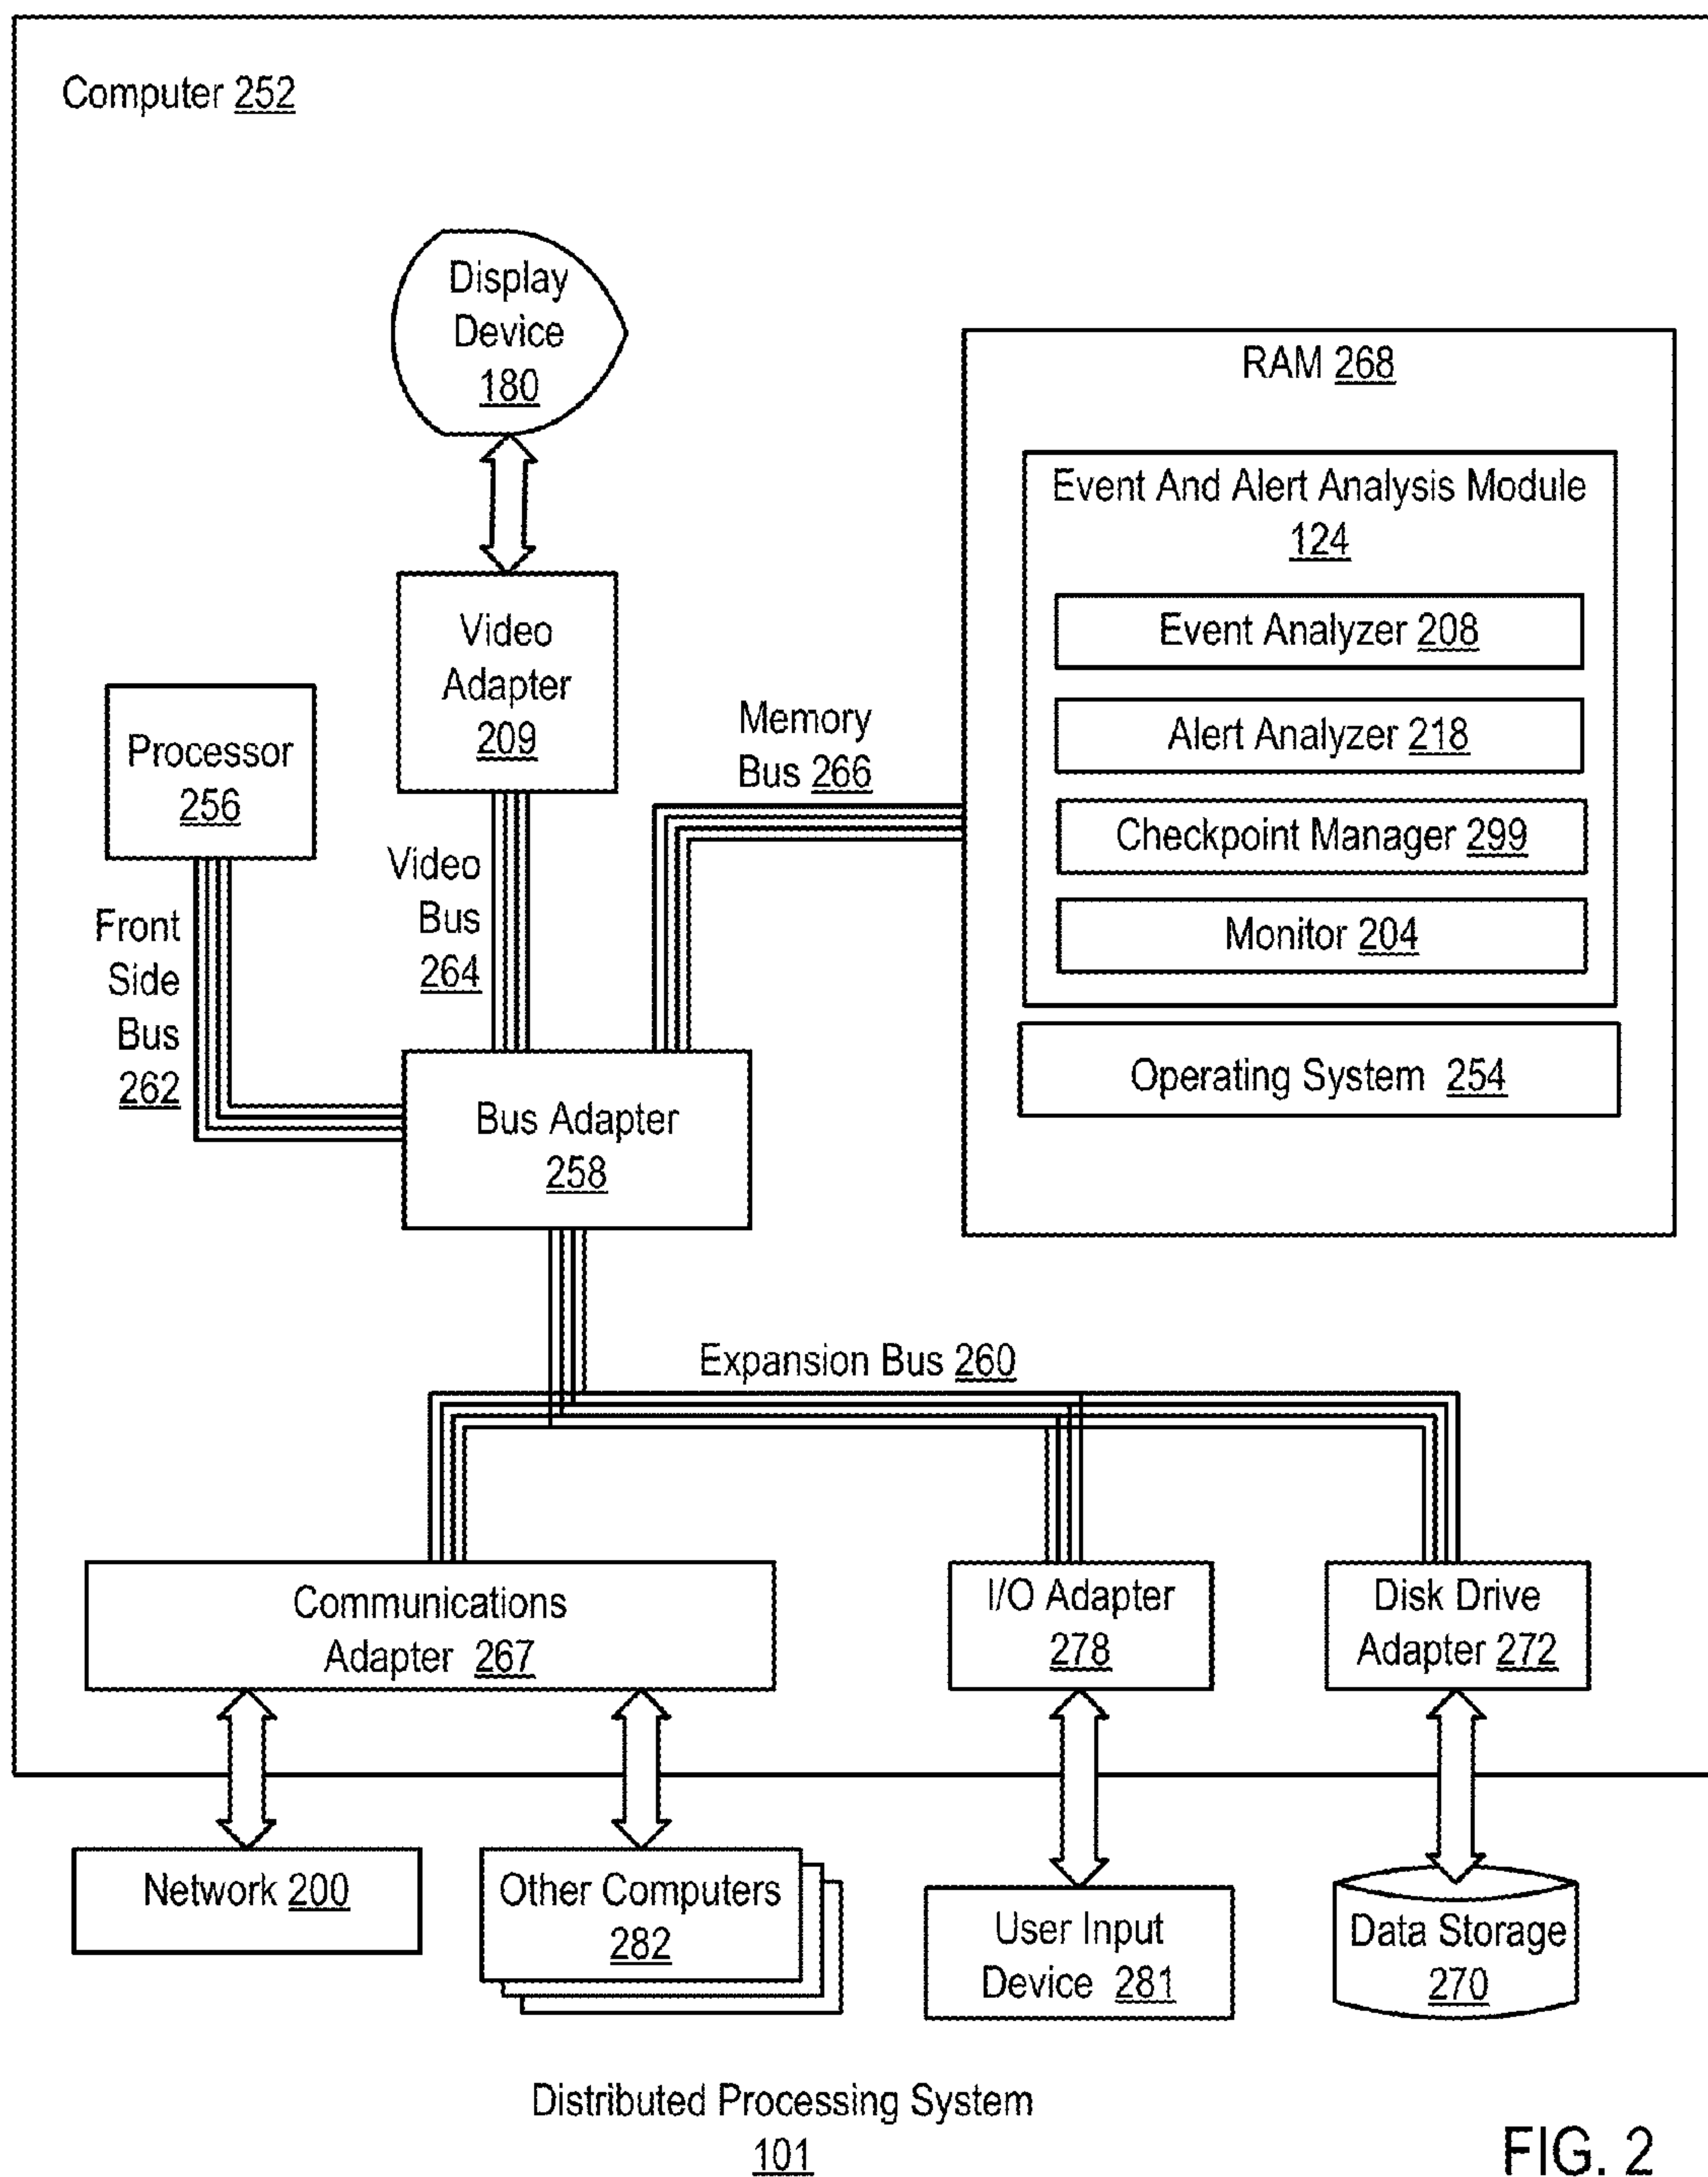 Computer 252
Display
Device
180
Video
Adapter
209
Processor
256
Front
Side
Bus
262
Video
Bus
264
Memory
Bus 266
RAM 268
Event And Alert Analysis Module
124
Event Analyzer 208
Alert Analyzer 218
Checkpoint Manager 299
Monitor 204
Operating System 254
Bus Adapter
258
Expansion Bus 260
Communications
Adapter 267
I/O Adapter
278
Disk Drive
Adapter 272
Network 200
Other Computers
282
User Input
Device 281
Data Storage
270
Distributed Processing System
101
FIG. 2